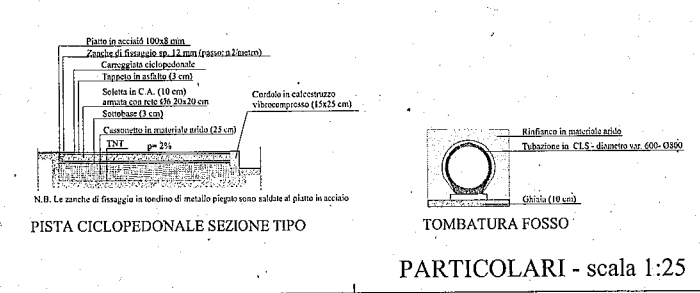 Piatto in acciaio 100x8 mm
Zanche di fissaggio sp. 12 mm (passo: n.2/metro)
Carreggiata ciclopedonale
Tappeto in asfalto (3 cm)
Soletta in C.A. (10 cm)
armata con rete Ø6 20x20 cm
Sottobase (3 cm)
Cassonetto in materiale arido (25 cm)
TNT
p= 2%
Cordolo in calcestruzzo
vibrocompresso (15x25 cm)
N.B. Le zanche di fissaggio in tondino di metallo piegato sono saldate al piatto in acciaio
PISTA CICLOPEDONALE SEZIONE TIPO
Rinfianco in materiale arido
Tubazione in CLS - diametro var. 600- Ø800
Ghiaia (10 cm)
TOMBATURA FOSSO
PARTICOLARI - scala 1:25